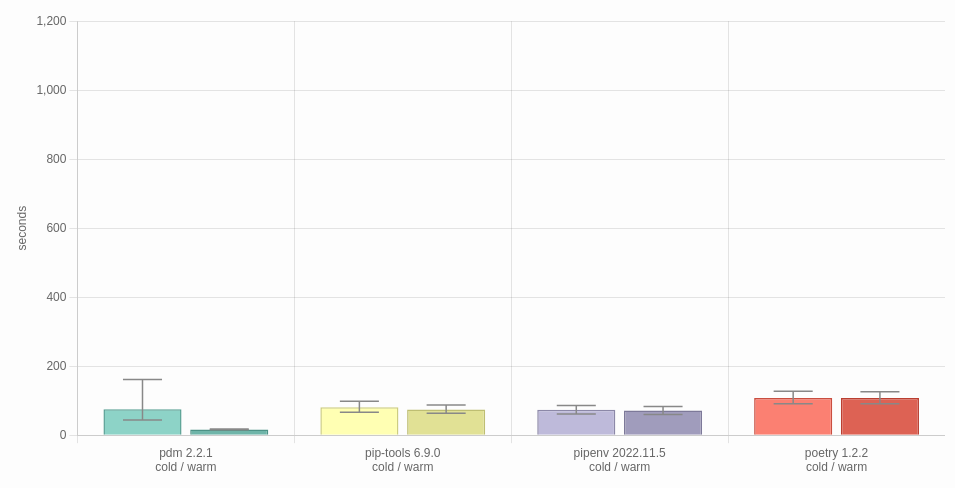 1,200
1,000
800
600
400
200
0
seconds
pdm 2.2.1
cold / warm
pip-tools 6.9.0
cold / warm
pipenv 2022.11.5
cold / warm
poetry 1.2.2
cold / warm